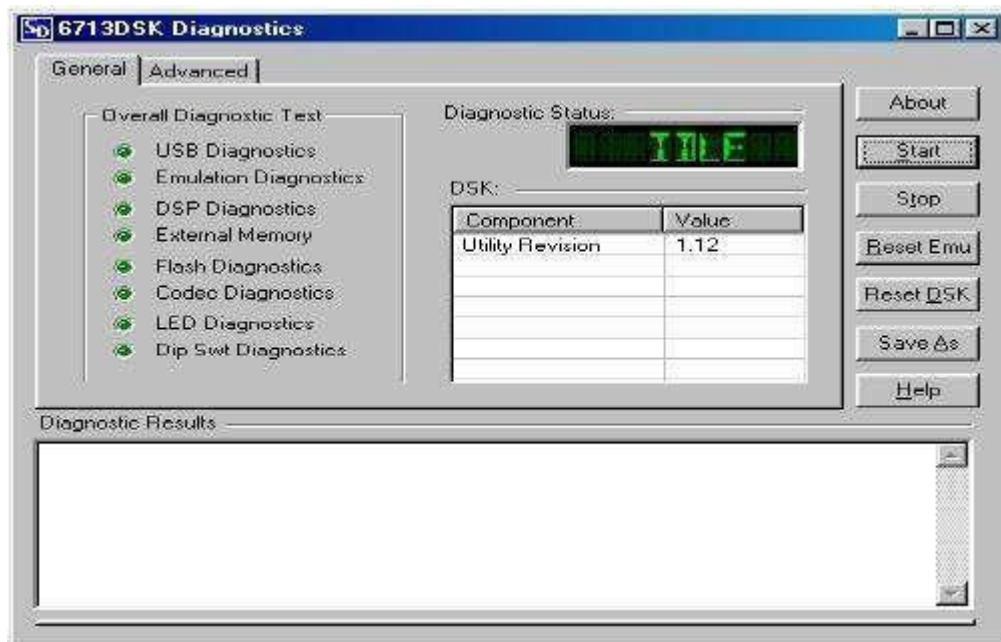 SD 6713DSK Diagnostics
General
Advanced
Overall Diagnostic Test
USB Diagnostics
Emulation Diagnostics
DSP Diagnostics
External Memory
Flash Diagnostics
Codec Diagnostics
LED Diagnostics
Dip Swt Diagnostics
Diagnostic Status:
IDLE
DSK:
Component Value
Utility Revision 1.12
About
Start
Stop
Reset Emu
Reset DSK
Save As
Help
Diagnostic Results